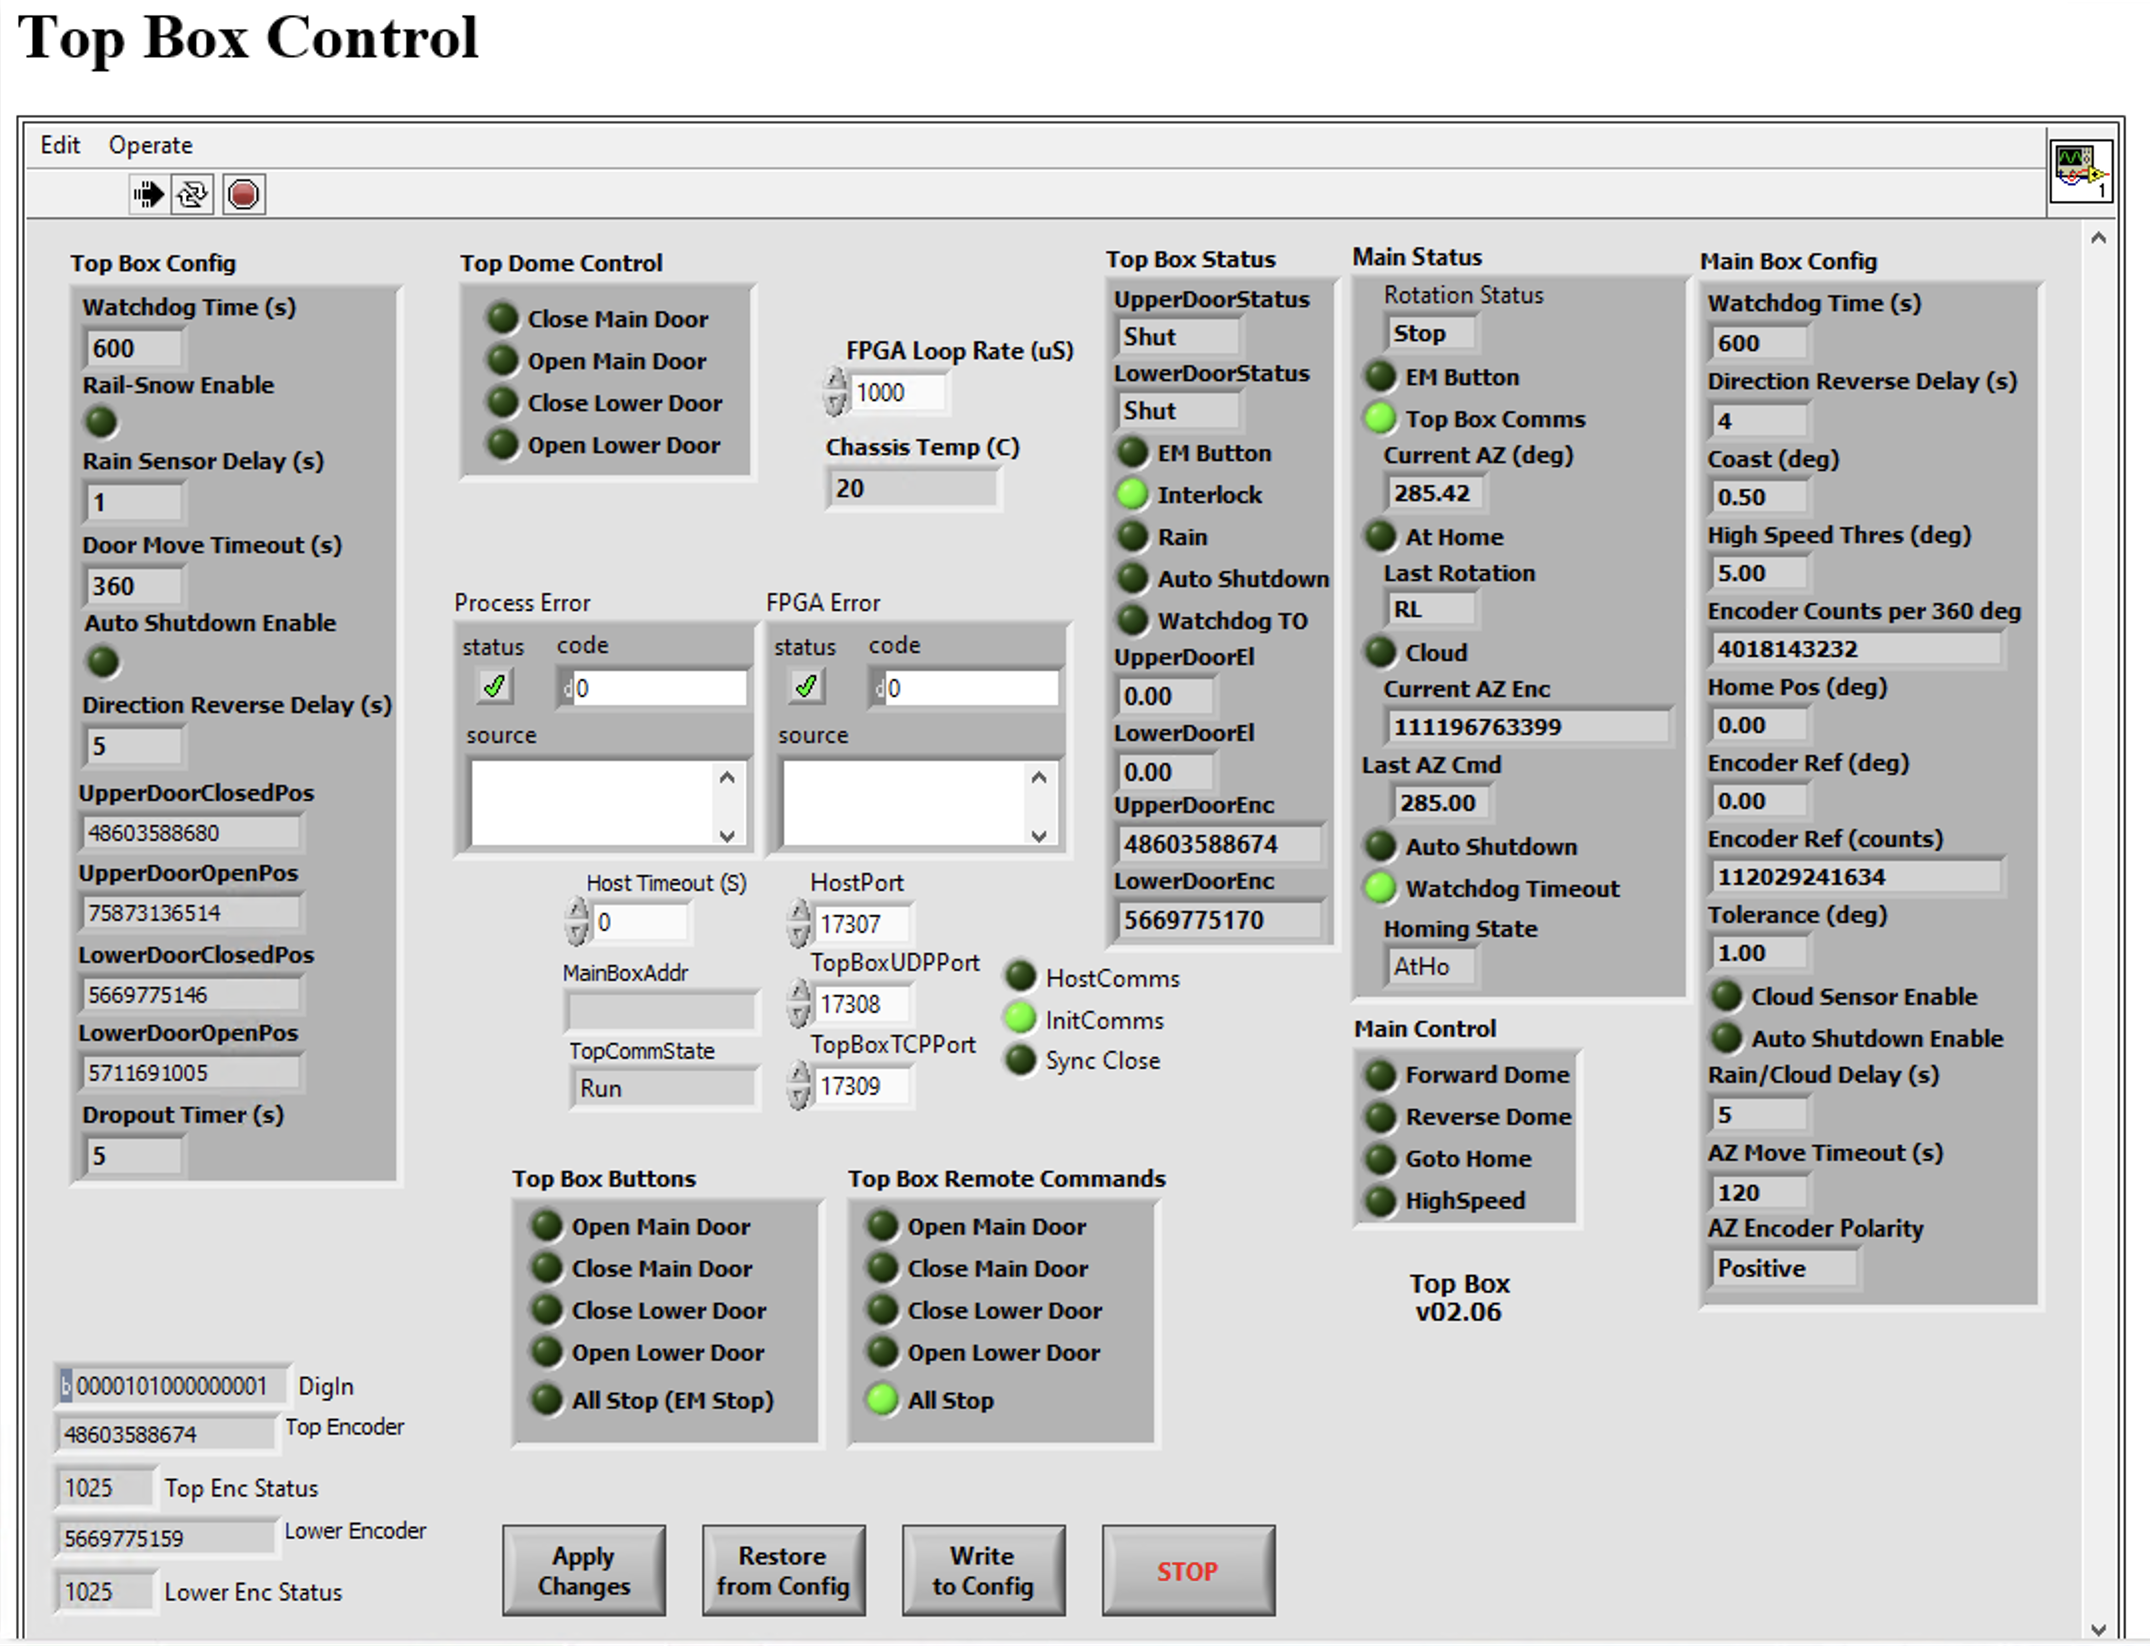 Top Box Control
Edit Operate
1
Top Box Config
Watchdog Time (s)
600
Rail-Snow Enable
Rain Sensor Delay (s)
1
Door Move Timeout (s)
360
Auto Shutdown Enable
Direction Reverse Delay (s)
5
UpperDoorClosedPos
48603588680
UpperDoorOpenPos
75873136514
LowerDoorClosedPos
5669775146
LowerDoorOpenPos
5711691005
Dropout Timer (s)
5
b0000101000000001 DigIn
48603588674 Top Encoder
1025 Top Enc Status
5669775159 Lower Encoder
1025 Lower Enc Status
Top Dome Control
Close Main Door
Open Main Door
Close Lower Door
Open Lower Door
FPGA Loop Rate (uS)
1000
Chassis Temp (C)
20
Process Error
status code
d0
source
FPGA Error
status code
d0
source
Host Timeout (S)
0
MainBoxAddr
TopCommState
Run
HostPort
17307
TopBoxUDPPort
17308
TopBoxTCPPort
17309
HostComms
InitComms
Sync Close
Top Box Buttons
Open Main Door
Close Main Door
Close Lower Door
Open Lower Door
All Stop (EM Stop)
Top Box Remote Commands
Open Main Door
Close Main Door
Close Lower Door
Open Lower Door
All Stop
Apply
Changes
Restore
from Config
Write
to Config
STOP
Top Box Status
UpperDoorStatus
Shut
LowerDoorStatus
Shut
EM Button
Interlock
Rain
Auto Shutdown
Watchdog TO
UpperDoorEl
0.00
LowerDoorEl
0.00
UpperDoorEnc
48603588674
LowerDoorEnc
5669775170
Main Status
Rotation Status
Stop
EM Button
Top Box Comms
Current AZ (deg)
285.42
At Home
Last Rotation
RL
Cloud
Current AZ Enc
111196763399
Last AZ Cmd
285.00
Auto Shutdown
Watchdog Timeout
Homing State
AtHo
Main Control
Forward Dome
Reverse Dome
Goto Home
HighSpeed
Top Box
v02.06
Main Box Config
Watchdog Time (s)
600
Direction Reverse Delay (s)
4
Coast (deg)
0.50
High Speed Thres (deg)
5.00
Encoder Counts per 360 deg
4018143232
Home Pos (deg)
0.00
Encoder Ref (deg)
0.00
Encoder Ref (counts)
112029241634
Tolerance (deg)
1.00
Cloud Sensor Enable
Auto Shutdown Enable
Rain/Cloud Delay (s)
5
AZ Move Timeout (s)
120
AZ Encoder Polarity
Positive